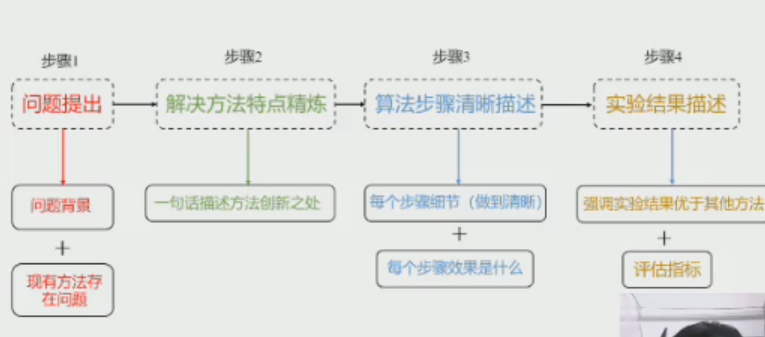 步骤1
步骤2
步骤3
步骤4
问题提出
解决方法特点精炼
算法步骤清晰描述
实验结果描述
问题背景
一句话描述方法创新之处
每个步骤细节（做到清晰）
强调实验结果优于其他方法
+
+
+
现有方法存
在问题
每个步骤效果是什么
评估指标